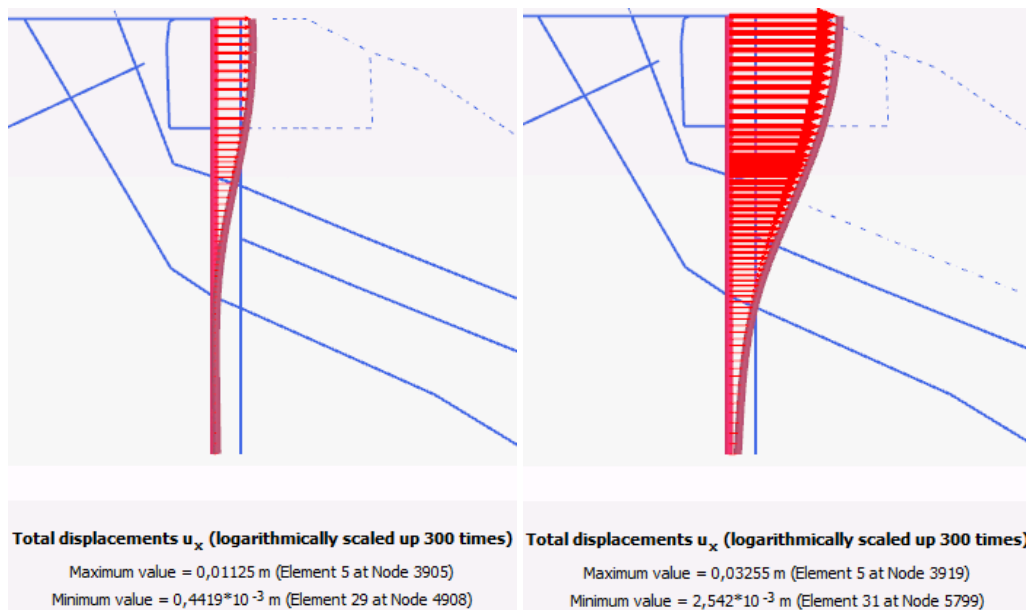 Total displacements uₓ (logarithmically scaled up 300 times)
Maximum value = 0,01125 m (Element 5 at Node 3905)
Minimum value = 0,4419*10 -3 m (Element 29 at Node 4908)
Total displacements uₓ (logarithmically scaled up 300 times)
Maximum value = 0,03255 m (Element 5 at Node 3919)
Minimum value = 2,542*10 -3 m (Element 31 at Node 5799)